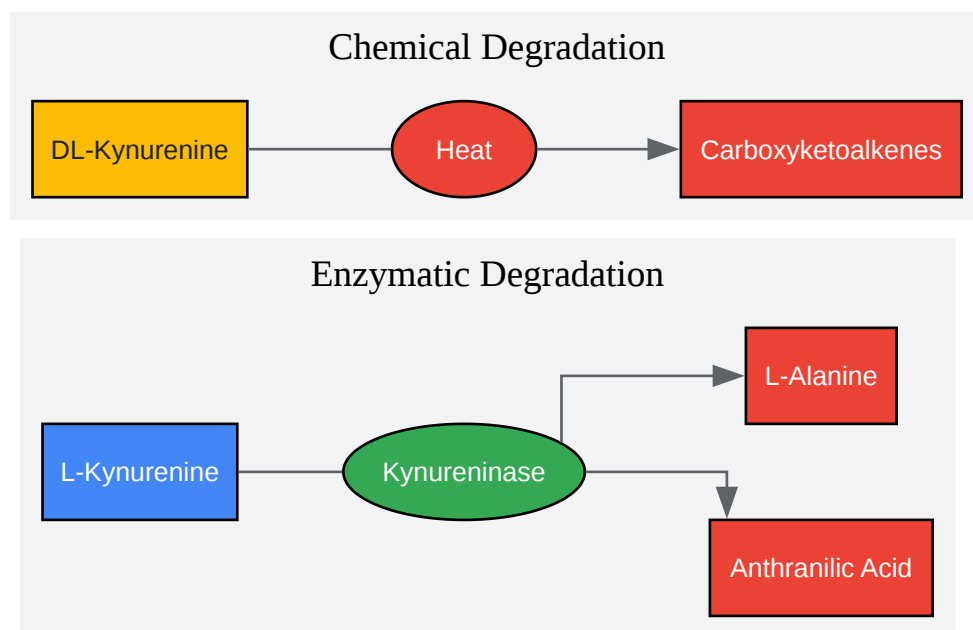 Chemical Degradation
DL-Kynurenine
Heat
Carboxyketoalkenes
Enzymatic Degradation
L-Alanine
L-Kynurenine
Kynureninase
Anthranilic Acid